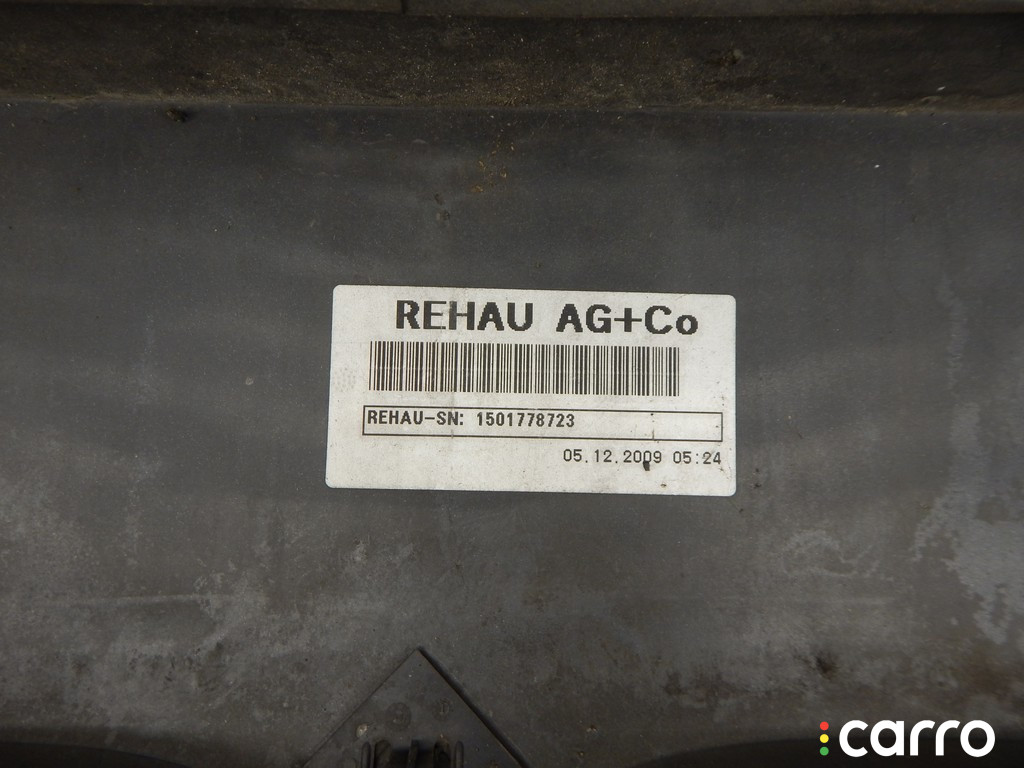 REHAU AG+Co
REHAU-SN: 1501778723
05.12.2009 05:24
carro